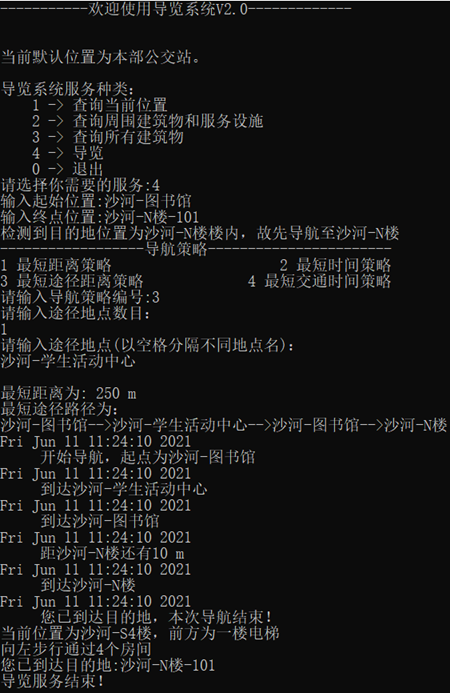 -----------欢迎使用导览系统V2.0-------------
当前默认位置为本部公交站。
导览系统服务种类:
1 -> 查询当前位置
2 -> 查询周围建筑物和服务设施
3 -> 查询所有建筑物
4 -> 导览
0 -> 退出
请选择你需要的服务:4
输入起始位置:沙河-图书馆
输入终点位置:沙河-N楼-101
检测到目的地位置为沙河-N楼楼内，故先导航至沙河-N楼
------------------导航策略-----------------------
1 最短距离策略 2 最短时间策略
3 最短途径距离策略 4 最短交通时间策略
请输入导航策略编号:3
请输入途径地点数目:
1
请输入途径地点(以空格分隔不同地点名):
沙河-学生活动中心
最短距离为: 250 m
最短途径路径为:
沙河-图书馆-->沙河-学生活动中心-->沙河-图书馆-->沙河-N楼
Fri Jun 11 11:24:10 2021
开始导航，起点为沙河-图书馆
Fri Jun 11 11:24:10 2021
到达沙河-学生活动中心
Fri Jun 11 11:24:10 2021
到达沙河-图书馆
Fri Jun 11 11:24:10 2021
距沙河-N楼还有10 m
Fri Jun 11 11:24:10 2021
到达沙河-N楼
Fri Jun 11 11:24:10 2021
您已到达目的地，本次导航结束!
当前位置为沙河-S4楼，前方为一楼电梯
向左步行通过4个房间
您已到达目的地:沙河-N楼-101
导览服务结束!